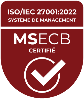 ISO/IEC 27001:2022
SYSTÈME DE MANAGEMENT
MSECB
CERTIFIÉ